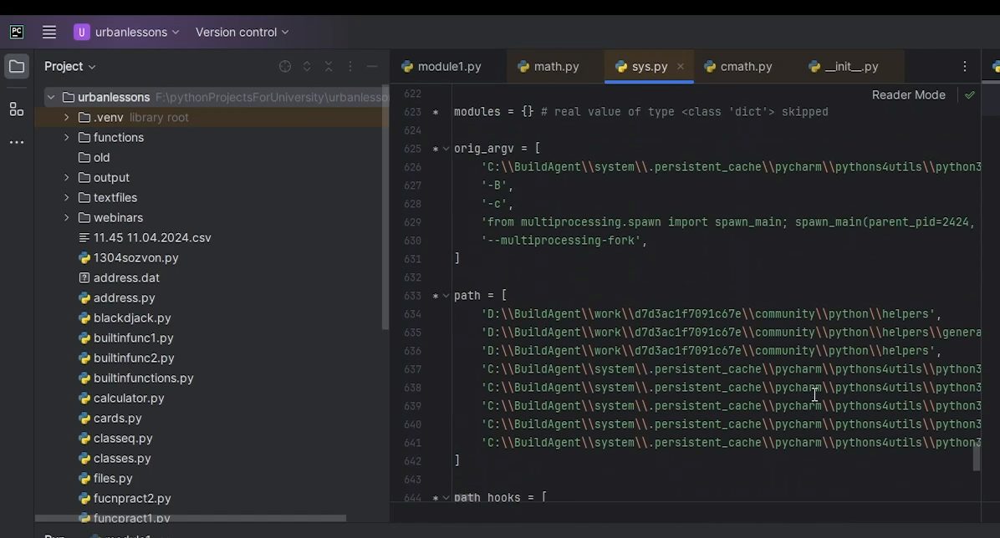 PC U urbanlessons Version control
Project
module1.py math.py sys.py cmath.py __init__.py
Reader Mode
urbanlessons F:\pythonProjectsForUniversity\urbanlesso
.venv library root
functions
old
output
textfiles
webinars
11.45 11.04.2024.csv
1304sozvon.py
address.dat
address.py
blackdjack.py
builtinfunc1.py
builtinfunc2.py
builtinfunctions.py
calculator.py
cards.py
classeq.py
classes.py
files.py
fucnpract2.py
funcpract1.py
622
623 * modules = {} # real value of type <class 'dict'> skipped
624
625 * orig_argv = [
626 'C:\\BuildAgent\\system\\.persistent_cache\\pycharm\\pythons4utils\\python3
627 '-B',
628 '-c',
629 'from multiprocessing.spawn import spawn_main; spawn_main(parent_pid=2424,
630 '--multiprocessing-fork',
631 ]
632
633 * path = [
634 'D:\\BuildAgent\\work\\d7d3ac1f7091c67e\\community\\python\\helpers',
635 'D:\\BuildAgent\\work\\d7d3ac1f7091c67e\\community\\python\\helpers\\genera
636 'D:\\BuildAgent\\work\\d7d3ac1f7091c67e\\community\\python\\helpers',
637 'C:\\BuildAgent\\system\\.persistent_cache\\pycharm\\pythons4utils\\python3
638 'C:\\BuildAgent\\system\\.persistent_cache\\pycharm\\pythons4utils\\python3
639 'C:\\BuildAgent\\system\\.persistent_cache\\pycharm\\pythons4utils\\python3
640 'C:\\BuildAgent\\system\\.persistent_cache\\pycharm\\pythons4utils\\python3
641 'C:\\BuildAgent\\system\\.persistent_cache\\pycharm\\pythons4utils\\python3
642 ]
643
644 * path_hooks = [